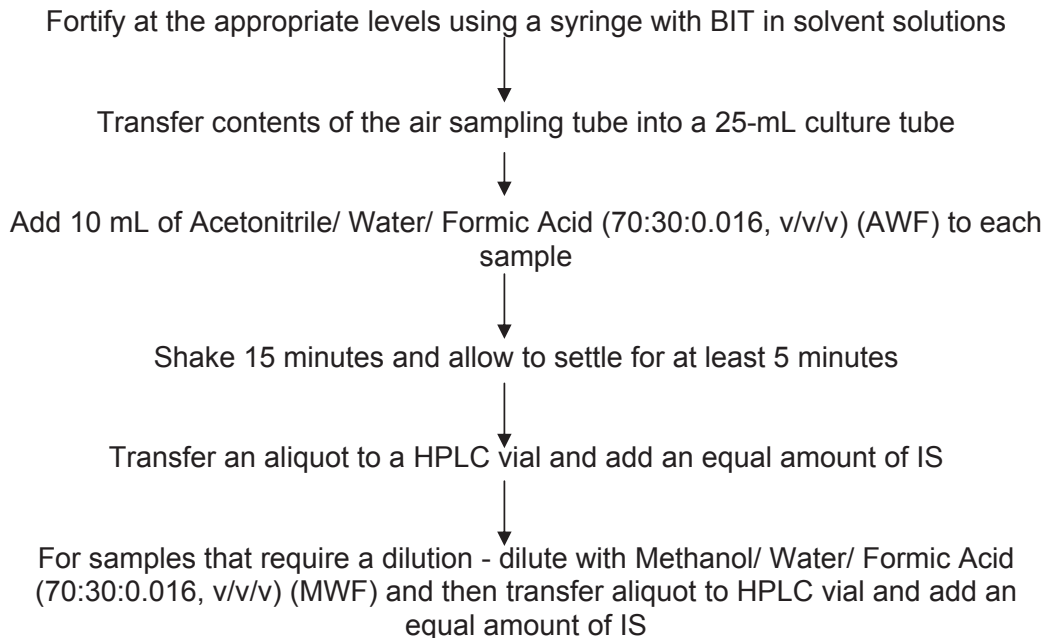 Fortify at the appropriate levels using a syringe with BIT in solvent solutions
Transfer contents of the air sampling tube into a 25-mL culture tube
Add 10 mL of Acetonitrile/ Water/ Formic Acid (70:30:0.016, v/v/v) (AWF) to each
sample
Shake 15 minutes and allow to settle for at least 5 minutes
Transfer an aliquot to a HPLC vial and add an equal amount of IS
For samples that require a dilution - dilute with Methanol/ Water/ Formic Acid
(70:30:0.016, v/v/v) (MWF) and then transfer aliquot to HPLC vial and add an
equal amount of IS